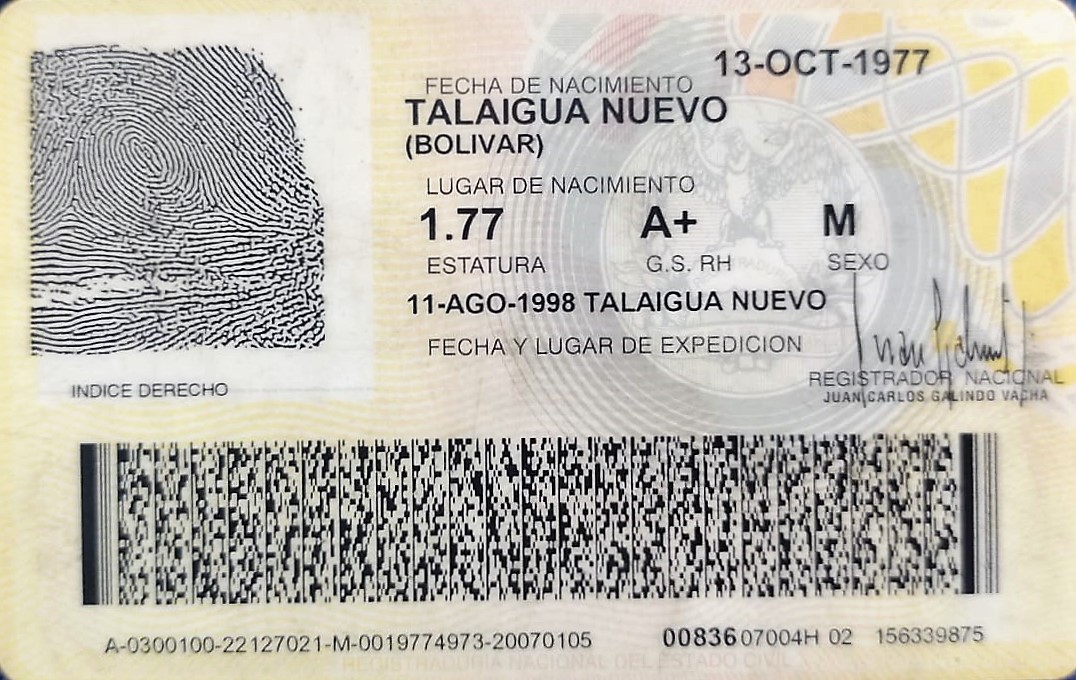 13-OCT-1977
FECHA DE NACIMIENTO
TALAIGUA NUEVO
(BOLIVAR)
LUGAR DE NACIMIENTO
1.77 A+ M
ESTATURA G.S. RH SEXO
11-AGO-1998 TALAIGUA NUEVO
FECHA Y LUGAR DE EXPEDICION
REGISTRADOR NACIONAL
JUAN CARLOS GALINDO VACHA
INDICE DERECHO
A-0300100-22127021-M-0019774973-20070105 0083607004H 02 156339875
REGISTRADURIA NACIONAL DEL ESTADO CIVIL